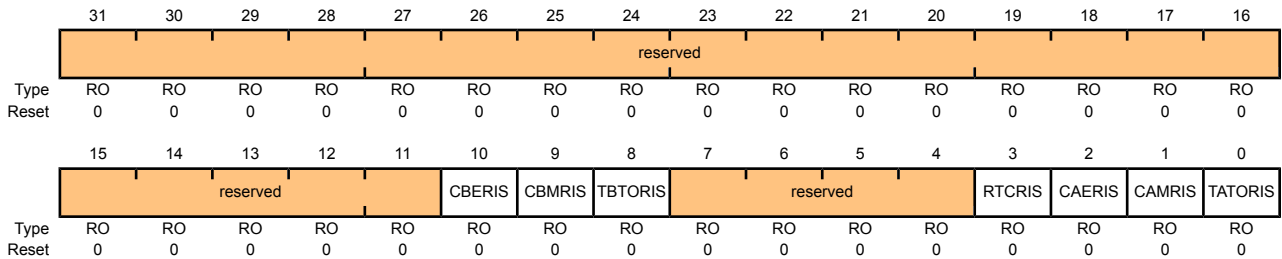 31 30 29 28 27 26 25 24 23 22 21 20 19 18 17 16
reserved
Type RO RO RO RO RO RO RO RO RO RO RO RO RO RO RO RO
Reset 0 0 0 0 0 0 0 0 0 0 0 0 0 0 0 0
15 14 13 12 11 10 9 8 7 6 5 4 3 2 1 0
reserved CBERIS CBMRIS TBTORIS reserved RTCRIS CAERIS CAMRIS TATORIS
Type RO RO RO RO RO RO RO RO RO RO RO RO RO RO RO RO
Reset 0 0 0 0 0 0 0 0 0 0 0 0 0 0 0 0